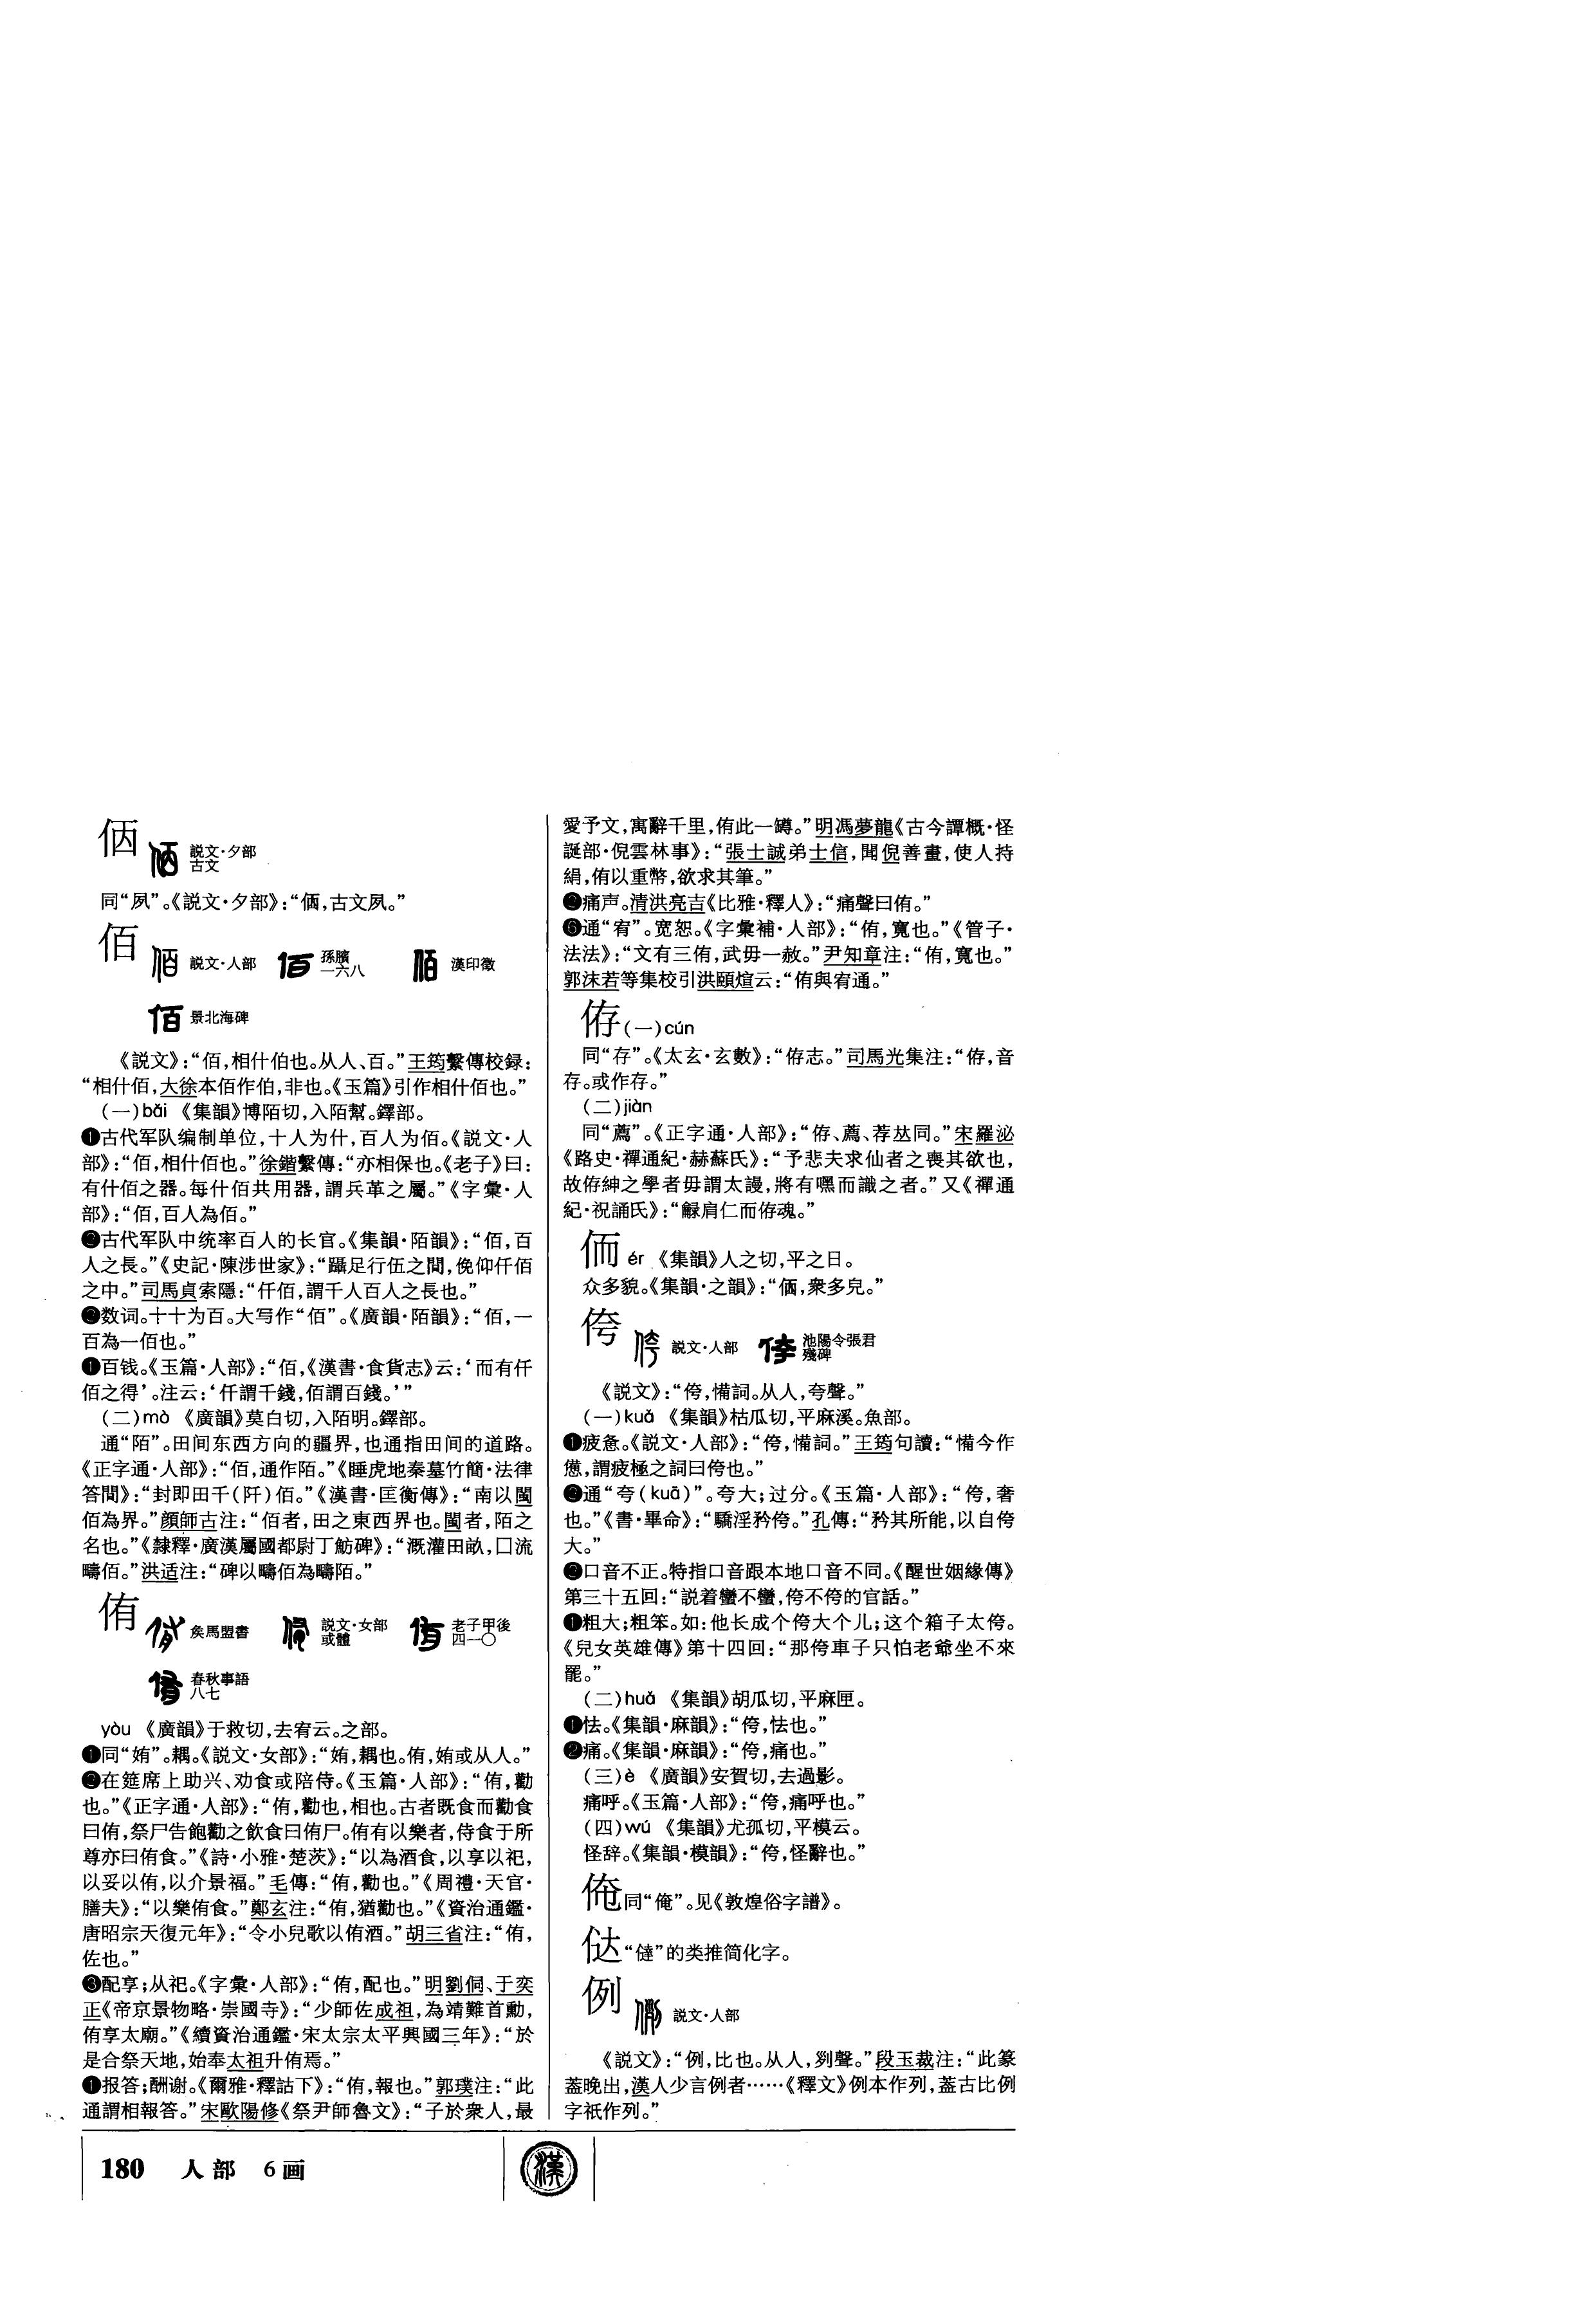 㑉
説文·夕部
古文
同“夙”。《説文·夕部》：“㑉，古文夙。”
佰
説文·人部 孫臏
一六八 漢印徵
景北海碑
《説文》：“佰，相什伯也。从人、百。”王筠繫傳校録：
“相什佰，大徐本佰作伯，非也。《玉篇》引作相什佰也。”
(一)bǎi 《集韻》博陌切，入陌幫。鐸部。
❶古代军队编制单位，十人为什，百人为佰。《説文·人
部》：“佰，相什佰也。”徐鍇繫傳：“亦相保也。《老子》曰：
有什佰之器。每什佰共用器，謂兵革之屬。”《字彙·人
部》：“佰，百人為佰。”
❷古代军队中统率百人的长官。《集韻·陌韻》：“佰，百
人之長。”《史記·陳涉世家》：“躡足行伍之間，俛仰仟佰
之中。”司馬貞索隱：“仟佰，謂千人百人之長也。”
❸数词。十十为百。大写作“佰”。《廣韻·陌韻》：“佰，一
百為一佰也。”
❹百钱。《玉篇·人部》：“佰，《漢書·食貨志》云：‘而有仟
佰之得’。注云：‘仟謂千錢，佰謂百錢。’”
(二)mò 《廣韻》莫白切，入陌明。鐸部。
通“陌”。田间东西方向的疆界，也通指田间的道路。
《正字通·人部》：“佰，通作陌。”《睡虎地秦墓竹簡·法律
答問》：“封即田千(阡)佰。”《漢書·匡衡傳》：“南以閩
佰為界。”顔師古注：“佰者，田之東西界也。閩者，陌之
名也。”《隸釋·廣漢屬國都尉丁魴碑》：“溉灌田畝，囗流
疇佰。”洪适注：“碑以疇佰為疇陌。”
侑
矦馬盟書 説文·女部
或體 老子甲後
四一〇
春秋事語
八七
yòu 《廣韻》于救切，去宥云。之部。
❶同“姷”。耦。《説文·女部》：“姷，耦也。侑，姷或从人。”
❷在筵席上助兴、劝食或陪侍。《玉篇·人部》：“侑，勸
也。”《正字通·人部》：“侑，勸也，相也。古者既食而勸食
曰侑，祭尸告飽勸之飲食曰侑尸。侑有以樂者，侍食于所
尊亦曰侑食。”《詩·小雅·楚茨》：“以為酒食，以享以祀，
以妥以侑，以介景福。”毛傳：“侑，勸也。”《周禮·天官·
膳夫》：“以樂侑食。”鄭玄注：“侑，猶勸也。”《資治通鑑·
唐昭宗天復元年》：“令小兒歌以侑酒。”胡三省注：“侑，
佐也。”
❸配享；从祀。《字彙·人部》：“侑，配也。”明劉侗、于奕
正《帝京景物略·崇國寺》：“少師佐成祖，為靖難首勳，
侑享太廟。”《續資治通鑑·宋太宗太平興國三年》：“於
是合祭天地，始奉太祖升侑焉。”
❹报答；酬谢。《爾雅·釋詁下》：“侑，報也。”郭璞注：“此
通謂相報答。”宋歐陽修《祭尹師魯文》：“子於衆人，最
愛予文，寓辭千里，侑此一罇。”明馮夢龍《古今譚概·怪
誕部·倪雲林事》：“張士誠弟士信，聞倪善畫，使人持
絹，侑以重幣，欲求其筆。”
❺痛声。清洪亮吉《比雅·釋人》：“痛聲曰侑。”
❻通“宥”。宽恕。《字彙補·人部》：“侑，寬也。”《管子·
法法》：“文有三侑，武毋一赦。”尹知章注：“侑，寬也。”
郭沫若等集校引洪頤煊云：“侑與宥通。”
侟(一)cún
同“存”。《太玄·玄數》：“侟志。”司馬光集注：“侟，音
存。或作存。”
(二)jiàn
同“薦”。《正字通·人部》：“侟、薦、荐𠀤同。”宋羅泌
《路史·禪通紀·赫蘇氏》：“予悲夫求仙者之喪其欲也，
故侟紳之學者毋謂太謾，將有嘿而識之者。”又《禪通
紀·祝誦氏》：“觮肩仁而侟魂。”
侕 ér 《集韻》人之切，平之日。
众多貌。《集韻·之韻》：“侕，衆多皃。”
侉
説文·人部 池陽令張君
殘碑
《説文》：“侉，㤥詞。从人，夸聲。”
(一)kuǎ 《集韻》枯瓜切，平麻溪。魚部。
❶疲惫。《説文·人部》：“侉，㤥詞。”王筠句讀：“㤥今作
憊，謂疲極之詞曰侉也。”
❷通“夸(kuā)”。夸大；过分。《玉篇·人部》：“侉，奢
也。”《書·畢命》：“驕淫矜侉。”孔傳：“矜其所能，以自侉
大。”
❸口音不正。特指口音跟本地口音不同。《醒世姻緣傳》
第三十五回：“説着蠻不蠻，侉不侉的官話。”
❹粗大；粗笨。如：他长成个侉大个儿；这个箱子太侉。
《兒女英雄傳》第十四回：“那侉車子只怕老爺坐不來
罷。”
(二)huǎ 《集韻》胡瓜切，平麻匣。
❶怯。《集韻·麻韻》：“侉，怯也。”
❷痛。《集韻·麻韻》：“侉，痛也。”
(三)è 《廣韻》安賀切，去過影。
痛呼。《玉篇·人部》：“侉，痛呼也。”
(四)wú 《集韻》尤孤切，平模云。
怪辞。《集韻·模韻》：“侉，怪辭也。”
同“俺”。见《敦煌俗字譜》。
㑮“健”的类推简化字。
例
説文·人部
《説文》：“例，比也。从人，列聲。”段玉裁注：“此篆
蓋晚出，漢人少言例者……《釋文》例本作列，蓋古比例
字衹作列。”
180 人部 6画
漢